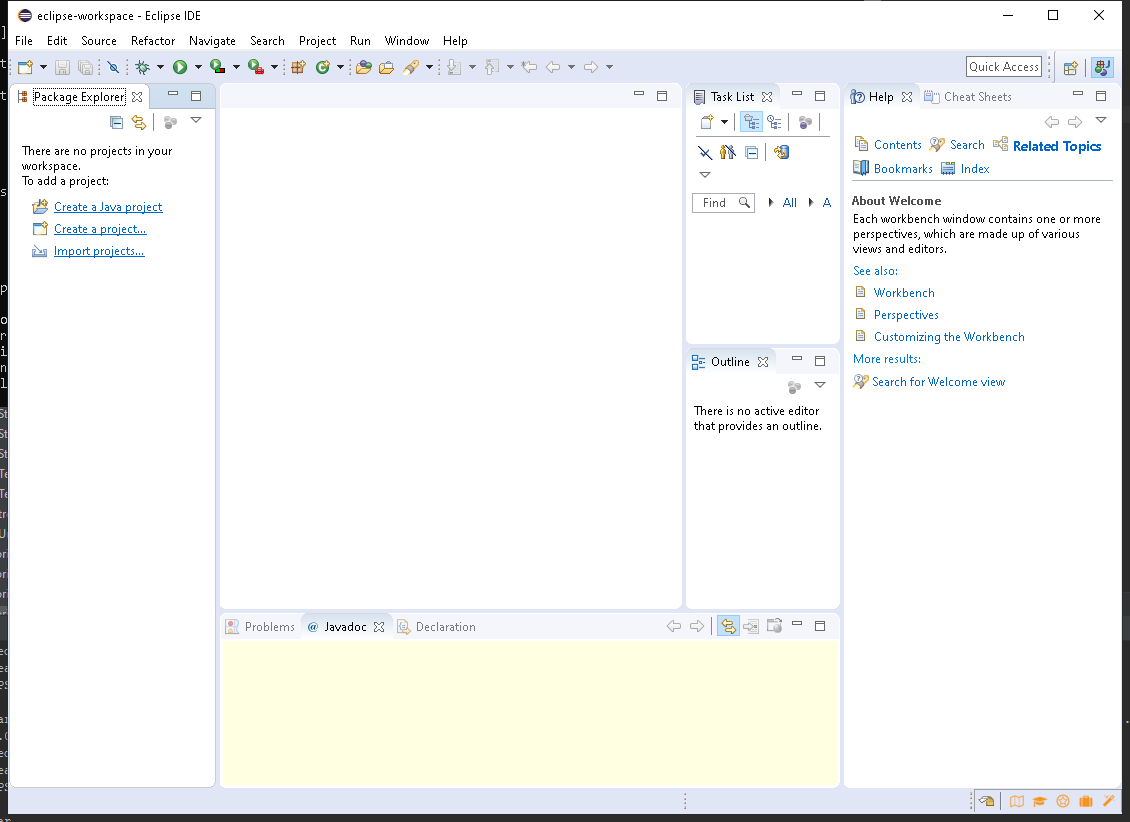 eclipse-workspace - Eclipse IDE
File Edit Source Refactor Navigate Search Project Run Window Help
Quick Access
Package Explorer
There are no projects in your
workspace.
To add a project:
Create a Java project
Create a project...
Import projects...
Task List
Find All A
Outline
There is no active editor
that provides an outline.
Help Cheat Sheets
Contents Search Related Topics
Bookmarks Index
About Welcome
Each workbench window contains one or more
perspectives, which are made up of various
views and editors.
See also:
Workbench
Perspectives
Customizing the Workbench
More results:
Search for Welcome view
Problems @ Javadoc Declaration